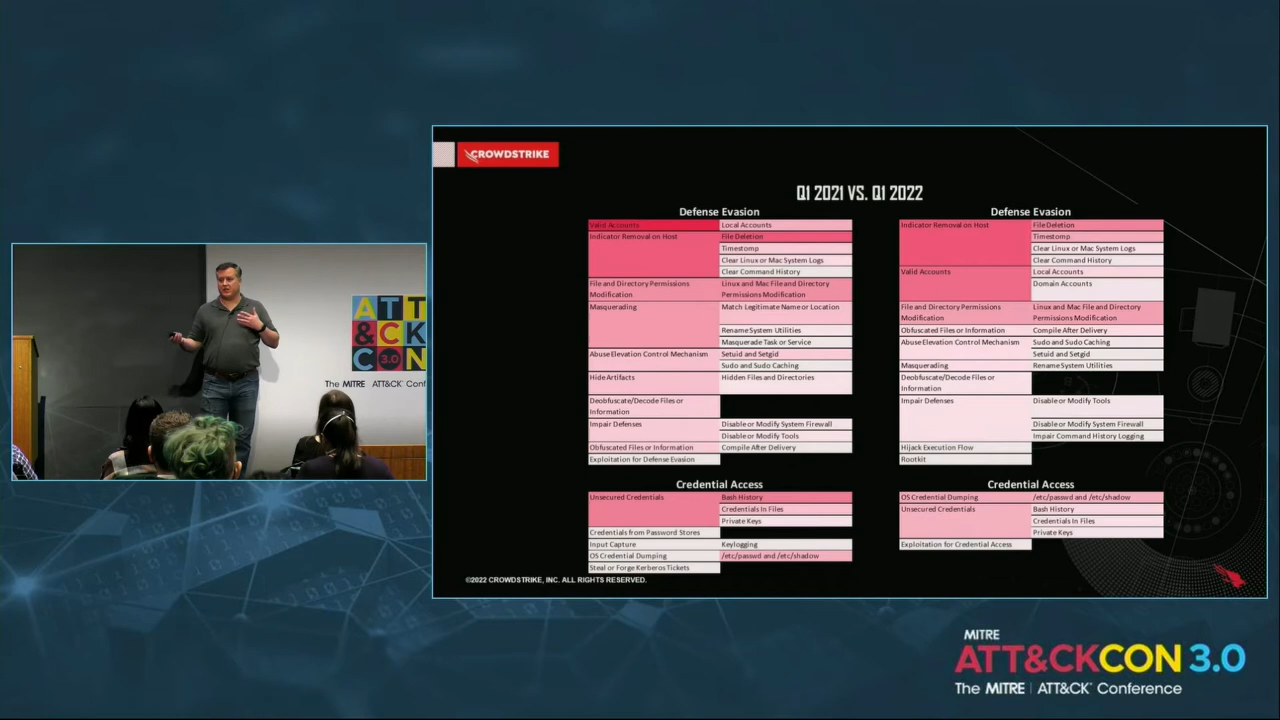 CROWDSTRIKE
Q1 2021 VS. Q1 2022
Defense Evasion
Valid Accounts
Local Accounts
Indicator Removal on Host
File Deletion
Timestomp
Clear Linux or Mac System Logs
Clear Command History
File and Directory Permissions
Modification
Linux and Mac File and Directory
Permissions Modification
Masquerading
Match Legitimate Name or Location
Rename System Utilities
Masquerade Task or Service
Abuse Elevation Control Mechanism
Setuid and Setgid
Sudo and Sudo Caching
Hide Artifacts
Hidden Files and Directories
Deobfuscate/Decode Files or
Information
Impair Defenses
Disable or Modify System Firewall
Disable or Modify Tools
Obfuscated Files or Information
Compile After Delivery
Exploitation for Defense Evasion
Credential Access
Unsecured Credentials
Bash History
Credentials In Files
Private Keys
Credentials from Password Stores
Input Capture
Keylogging
OS Credential Dumping
/etc/passwd and /etc/shadow
Steal or Forge Kerberos Tickets
Defense Evasion
Indicator Removal on Host
File Deletion
Timestomp
Clear Linux or Mac System Logs
Clear Command History
Valid Accounts
Local Accounts
Domain Accounts
File and Directory Permissions
Modification
Linux and Mac File and Directory
Permissions Modification
Obfuscated Files or Information
Compile After Delivery
Abuse Elevation Control Mechanism
Sudo and Sudo Caching
Setuid and Setgid
Masquerading
Rename System Utilities
Deobfuscate/Decode Files or
Information
Impair Defenses
Disable or Modify Tools
Disable or Modify System Firewall
Impair Command History Logging
Hijack Execution Flow
Rootkit
Credential Access
OS Credential Dumping
/etc/passwd and /etc/shadow
Unsecured Credentials
Bash History
Credentials In Files
Private Keys
Exploitation for Credential Access
©2022 CROWDSTRIKE, INC. ALL RIGHTS RESERVED.
ATT
&CK
CON
3.0
The MITRE ATT&CK Conf
MITRE
ATT&CKCON 3.0
The MITRE | ATT&CK® Conference